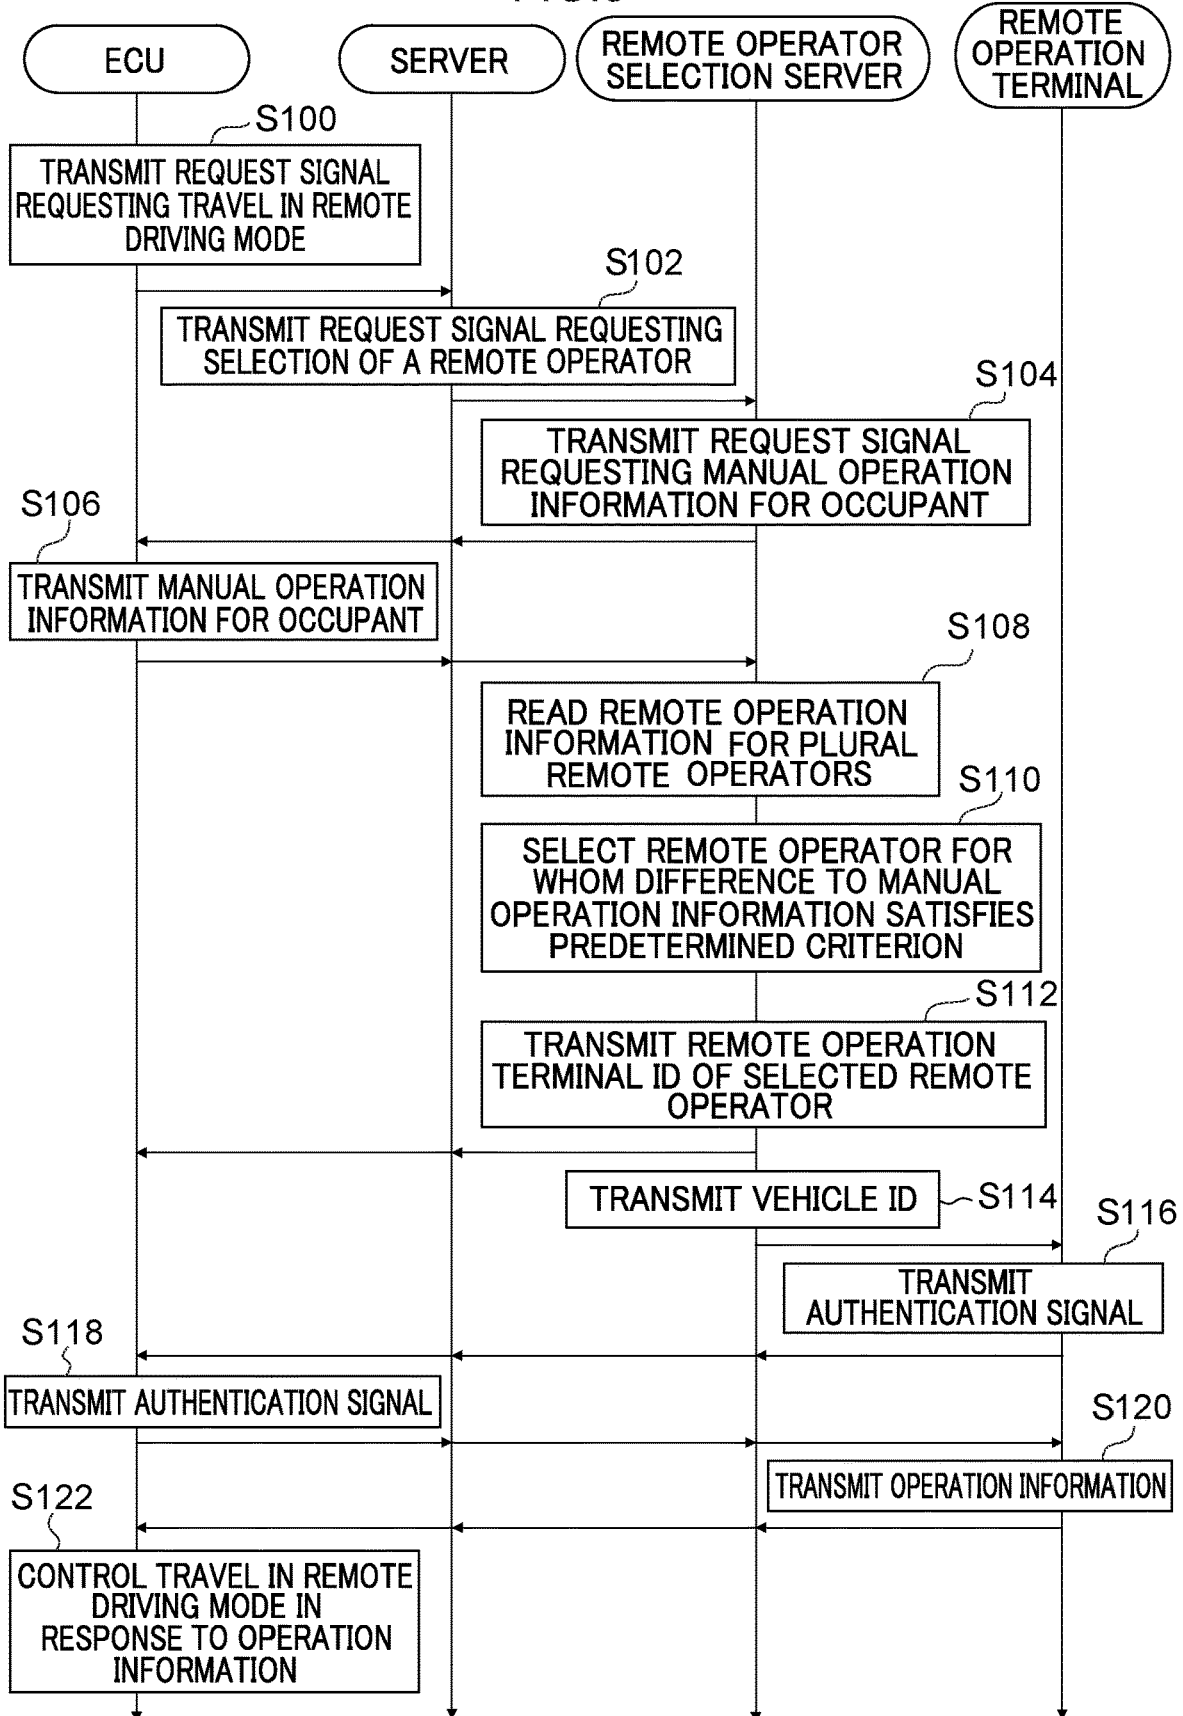 ECU
SERVER
REMOTE OPERATOR
SELECTION SERVER
REMOTE
OPERATION
TERMINAL
S100
TRANSMIT REQUEST SIGNAL
REQUESTING TRAVEL IN REMOTE
DRIVING MODE
S102
TRANSMIT REQUEST SIGNAL REQUESTING
SELECTION OF A REMOTE OPERATOR
S104
TRANSMIT REQUEST SIGNAL
REQUESTING MANUAL OPERATION
INFORMATION FOR OCCUPANT
S106
TRANSMIT MANUAL OPERATION
INFORMATION FOR OCCUPANT
S108
READ REMOTE OPERATION
INFORMATION FOR PLURAL
REMOTE OPERATORS
S110
SELECT REMOTE OPERATOR FOR
WHOM DIFFERENCE TO MANUAL
OPERATION INFORMATION SATISFIES
PREDETERMINED CRITERION
S112
TRANSMIT REMOTE OPERATION
TERMINAL ID OF SELECTED REMOTE
OPERATOR
TRANSMIT VEHICLE ID
S114
S116
TRANSMIT
AUTHENTICATION SIGNAL
S118
TRANSMIT AUTHENTICATION SIGNAL
S120
TRANSMIT OPERATION INFORMATION
S122
CONTROL TRAVEL IN REMOTE
DRIVING MODE IN
RESPONSE TO OPERATION
INFORMATION